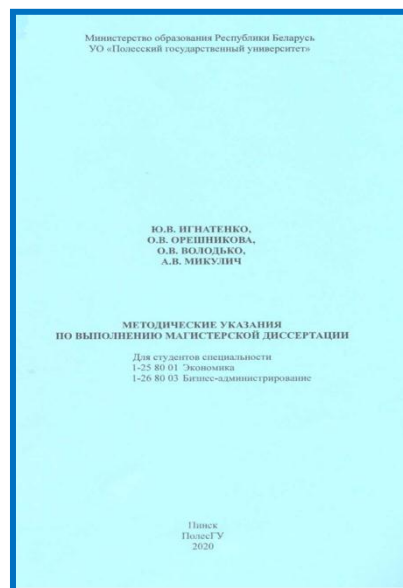 Министерство образования Республики Беларусь
УО «Полесский государственный университет»
Ю.В. ИГНАТЕНКО,
О.В. ОРЕШНИКОВА,
О.В. ВОЛОДЬКО,
А.В. МИКУЛИЧ
МЕТОДИЧЕСКИЕ УКАЗАНИЯ
ПО ВЫПОЛНЕНИЮ МАГИСТЕРСКОЙ ДИССЕРТАЦИИ
Для студентов специальности
1-25 80 01 Экономика
1-26 80 03 Бизнес-администрирование
Пинск
ПолесГУ
2020